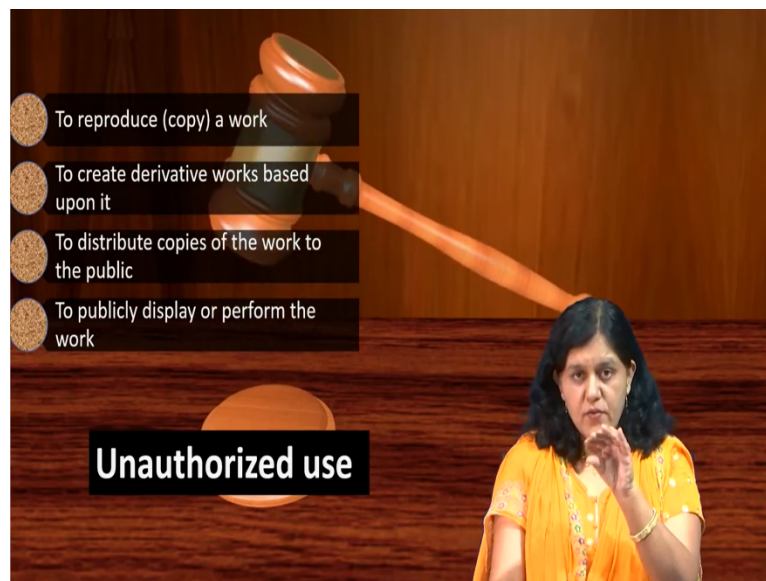 To reproduce (copy) a work
To create derivative works based
upon it
To distribute copies of the work to
the public
To publicly display or perform the
work
Unauthorized use